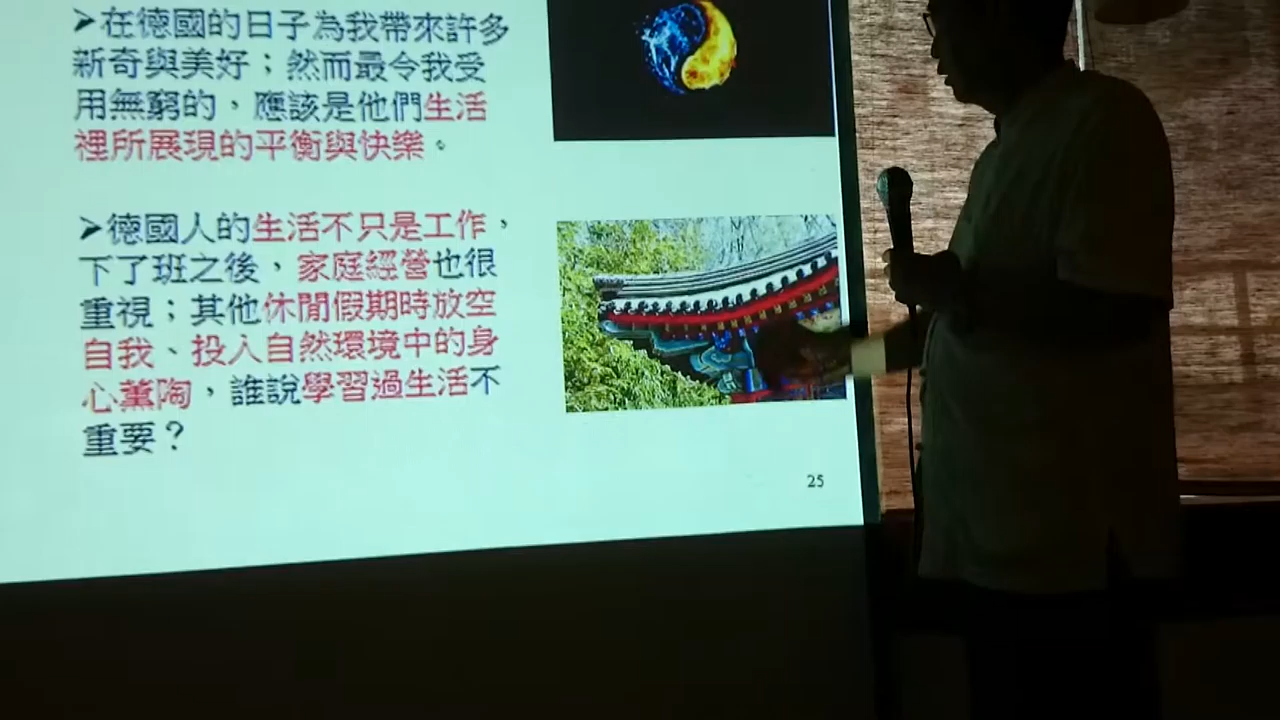 ➤在德國的日子為我帶來許多
新奇與美好；然而最令我受
用無窮的，應該是他們生活
裡所展現的平衡與快樂。
➤德國人的生活不只是工作，
下了班之後，家庭經營也很
重視；其他休閒假期時放空
自我、投入自然環境中的身
心薰陶，誰說學習過生活不
重要？
25